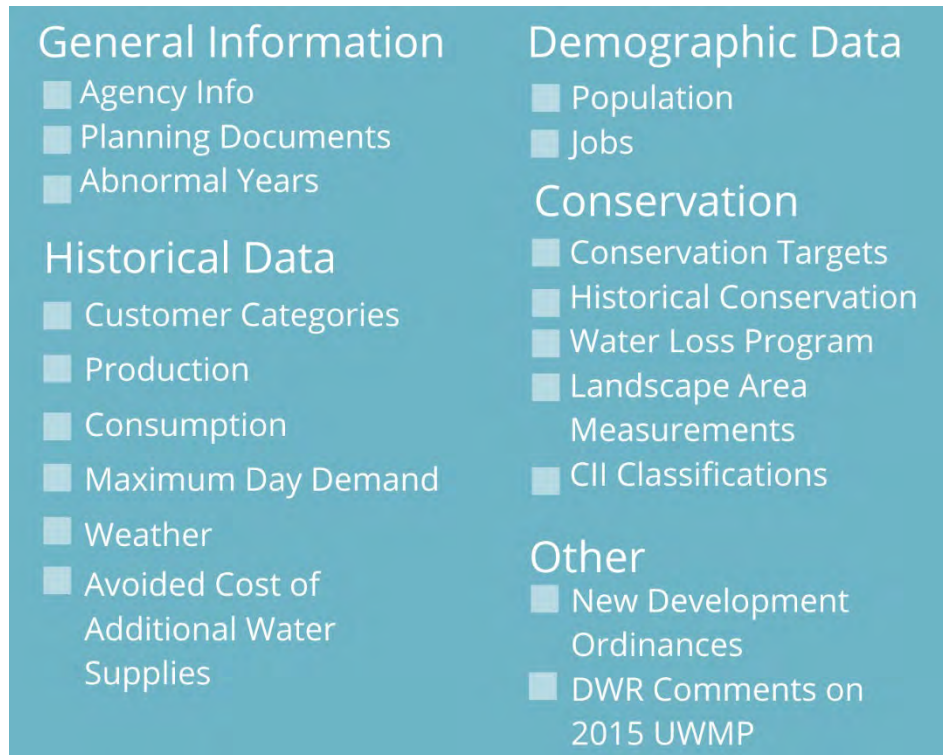 General Information
Agency Info
Planning Documents
Abnormal Years
Historical Data
Customer Categories
Production
Consumption
Maximum Day Demand
Weather
Avoided Cost of
Additional Water
Supplies
Demographic Data
Population
Jobs
Conservation
Conservation Targets
Historical Conservation
Water Loss Program
Landscape Area
Measurements
CII Classifications
Other
New Development
Ordinances
DWR Comments on
2015 UWMP